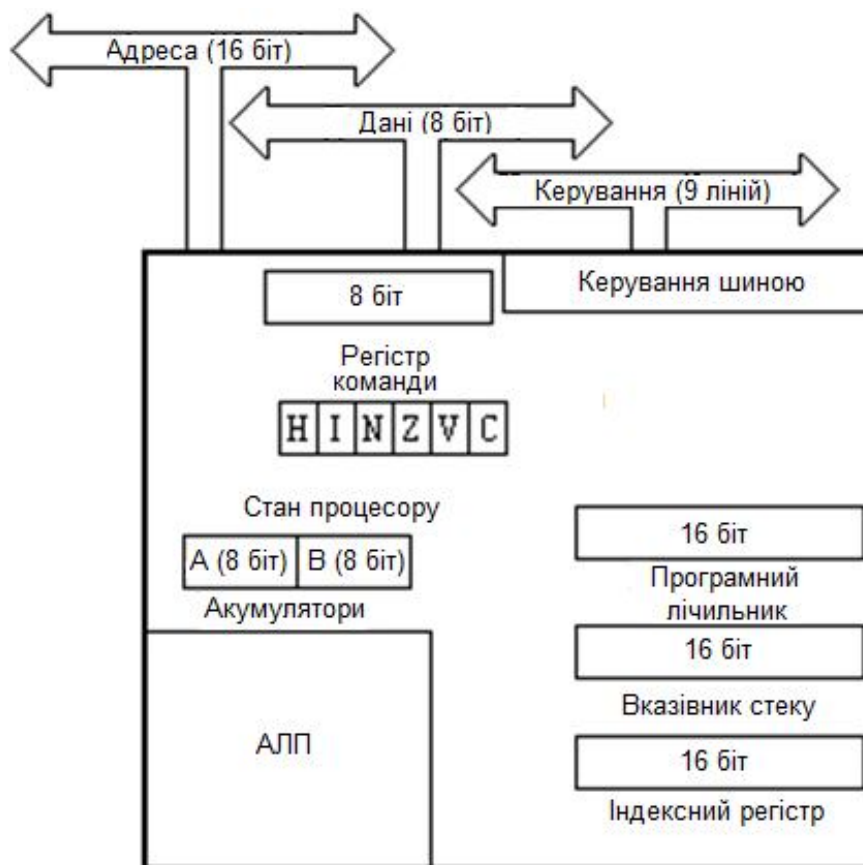 Адреса (16 біт)
Дані (8 біт)
Керування (9 ліній)
Керування шиною
8 біт
Регістр
команди
H I N Z V C
Стан процесору
А (8 біт) В (8 біт)
Акумулятори
АЛП
16 біт
Програмний
лічильник
16 біт
Вказівник стеку
16 біт
Індексний регістр